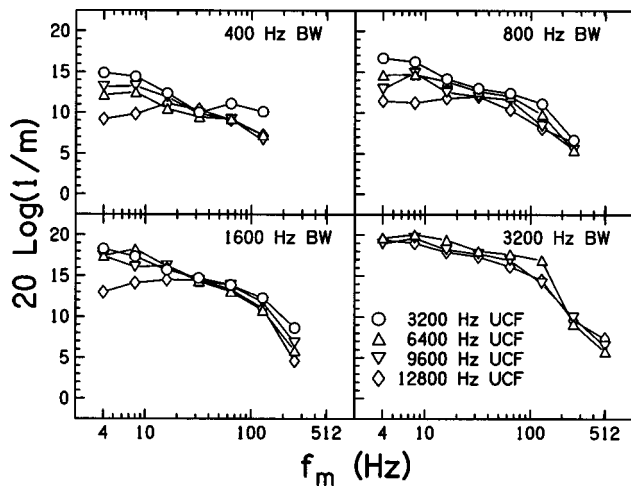 400 Hz BW
800 Hz BW
20
15
10
5
0
20 Log(1/m)
1600 Hz BW
3200 Hz BW
20
15
10
5
0
3200 Hz UCF
6400 Hz UCF
9600 Hz UCF
12800 Hz UCF
4 10 100 512 4 10 100 512
f_m (Hz)